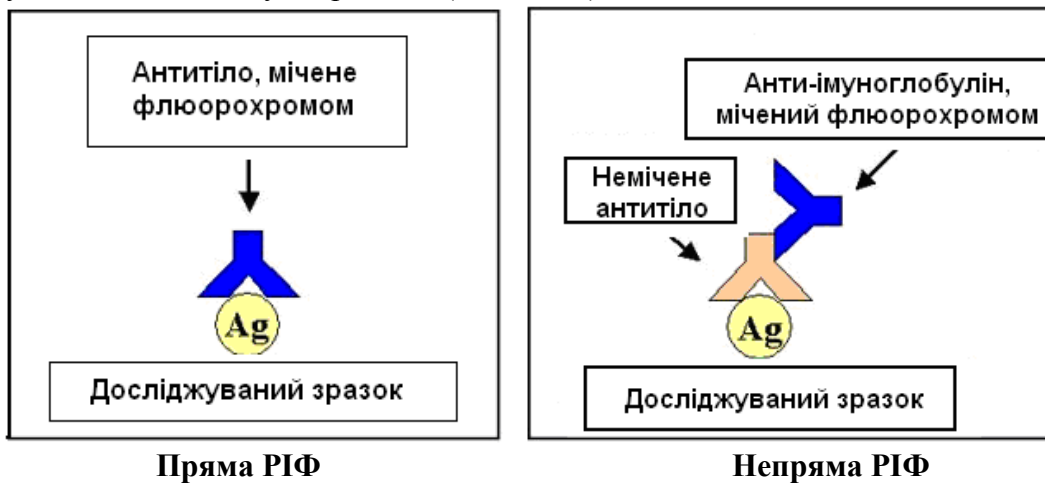 Антитіло, мічене
флюорохромом
Ag
Досліджуваний зразок
Пряма РІФ
Анти-імуноглобулін,
мічений флюорохромом
Немічене
антитіло
Ag
Досліджуваний зразок
Непряма РІФ